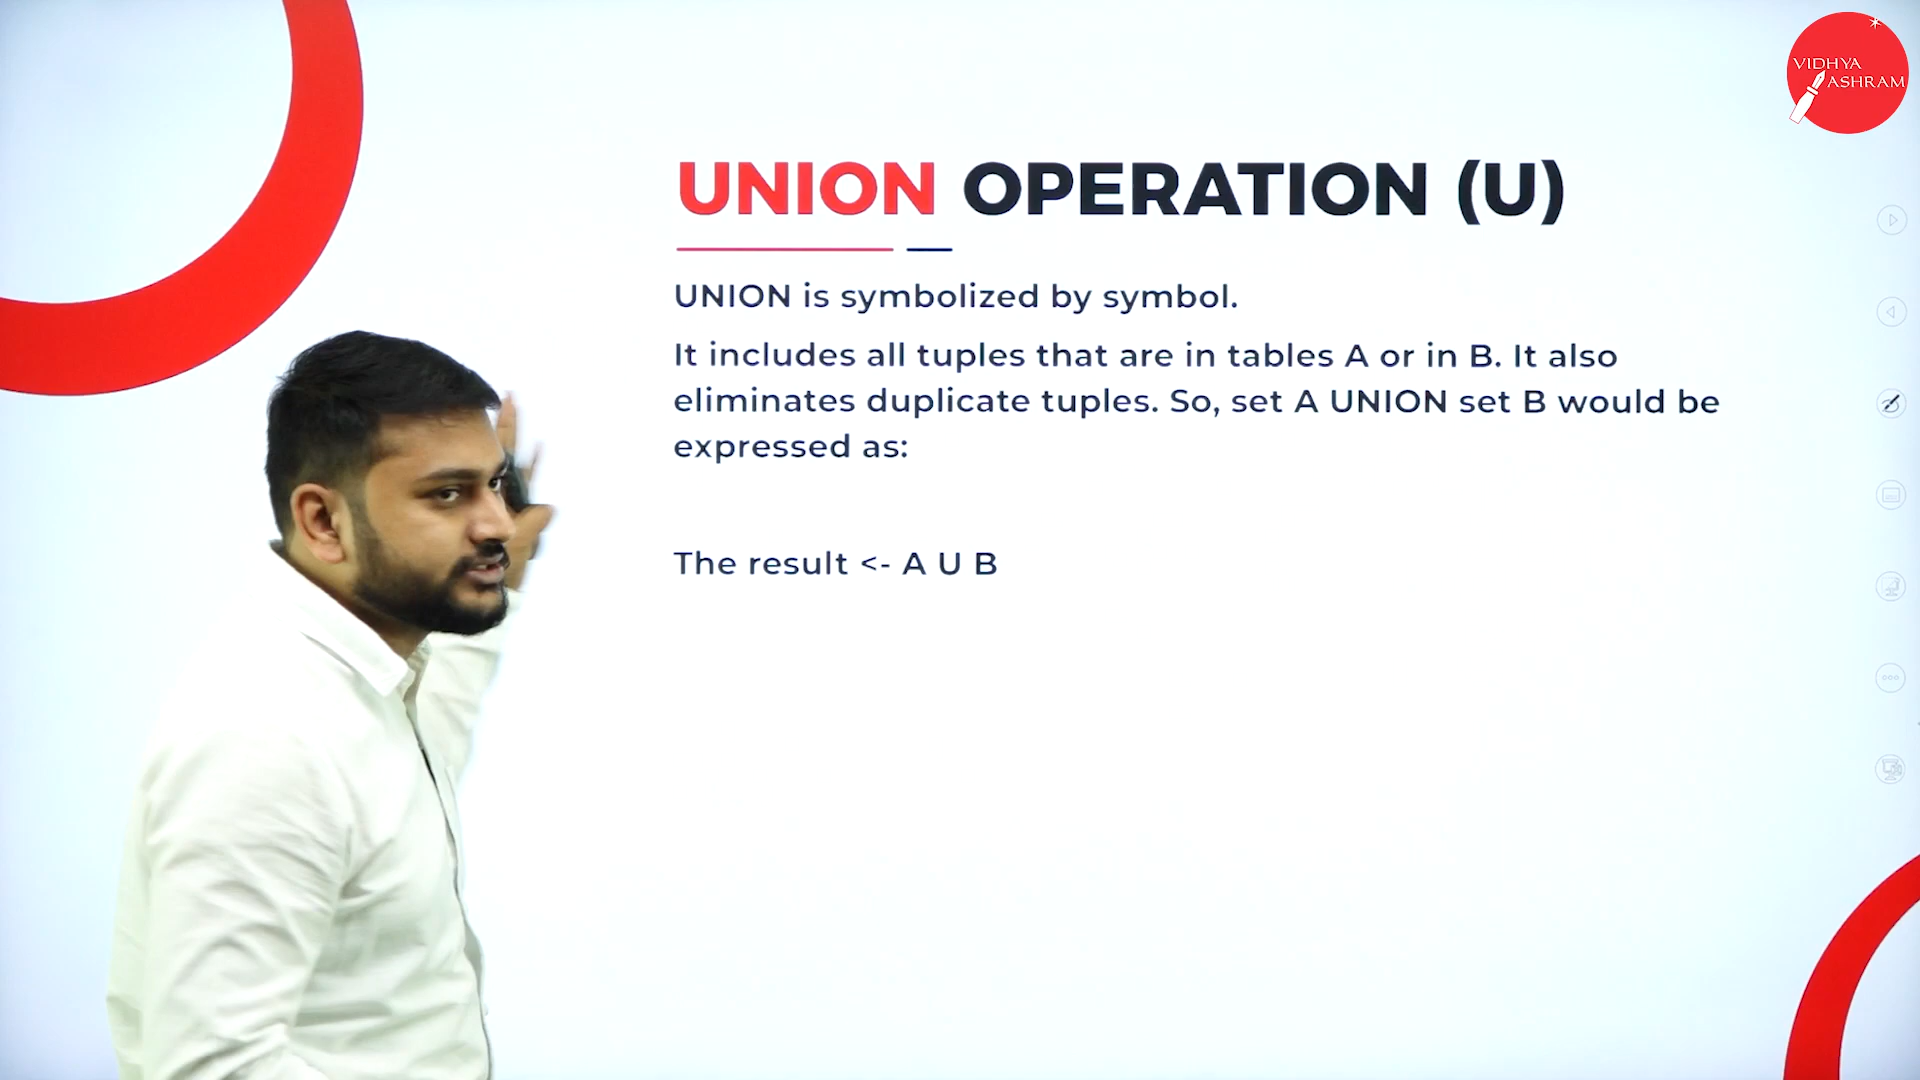 VIDHYA
ASHRAM
UNION OPERATION (U)
UNION is symbolized by symbol.
It includes all tuples that are in tables A or in B. It also
eliminates duplicate tuples. So, set A UNION set B would be
expressed as:
The result <- A U B